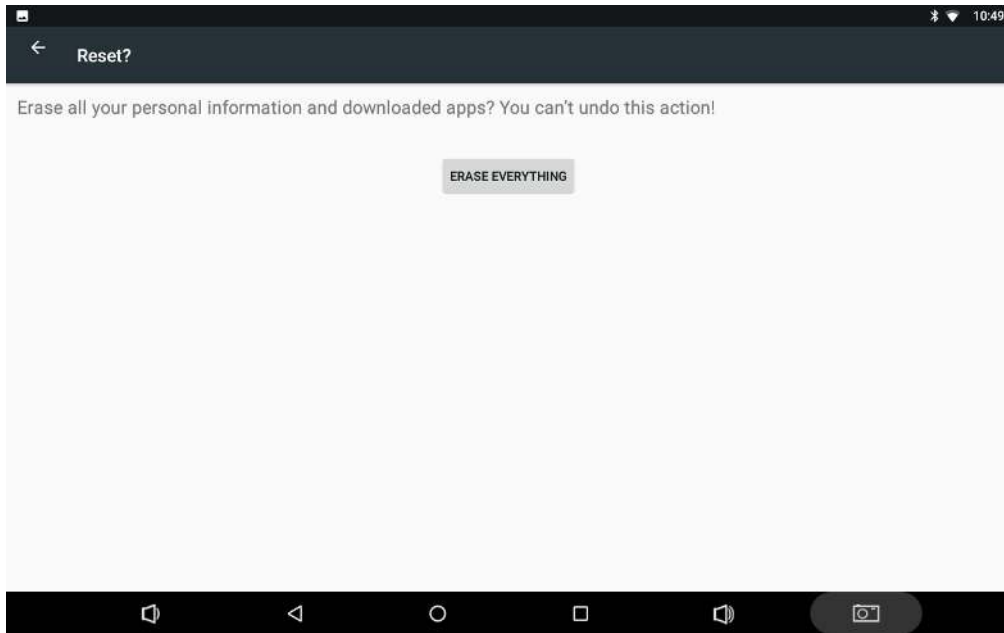 10:49
Reset?
Erase all your personal information and downloaded apps? You can't undo this action!
ERASE EVERYTHING